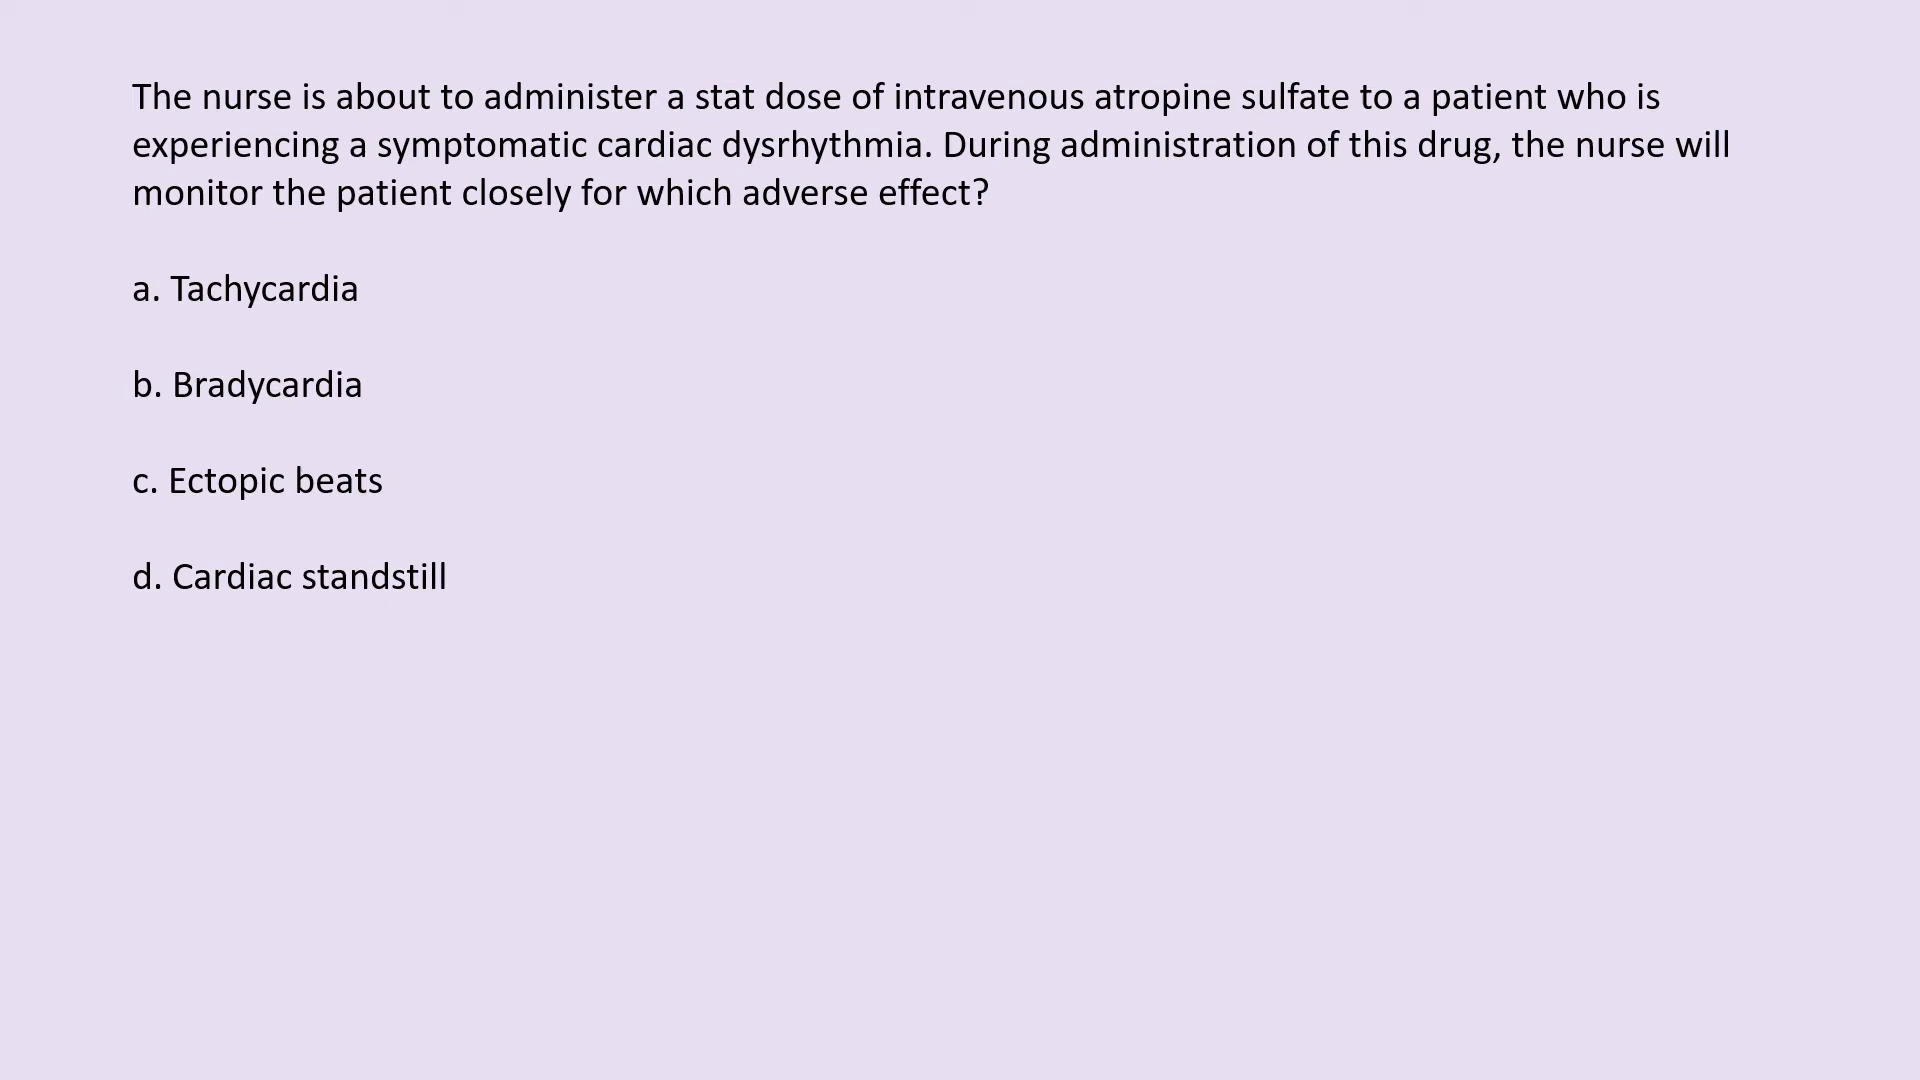 The nurse is about to administer a stat dose of intravenous atropine sulfate to a patient who is
experiencing a symptomatic cardiac dysrhythmia. During administration of this drug, the nurse will
monitor the patient closely for which adverse effect?
a. Tachycardia
b. Bradycardia
c. Ectopic beats
d. Cardiac standstill